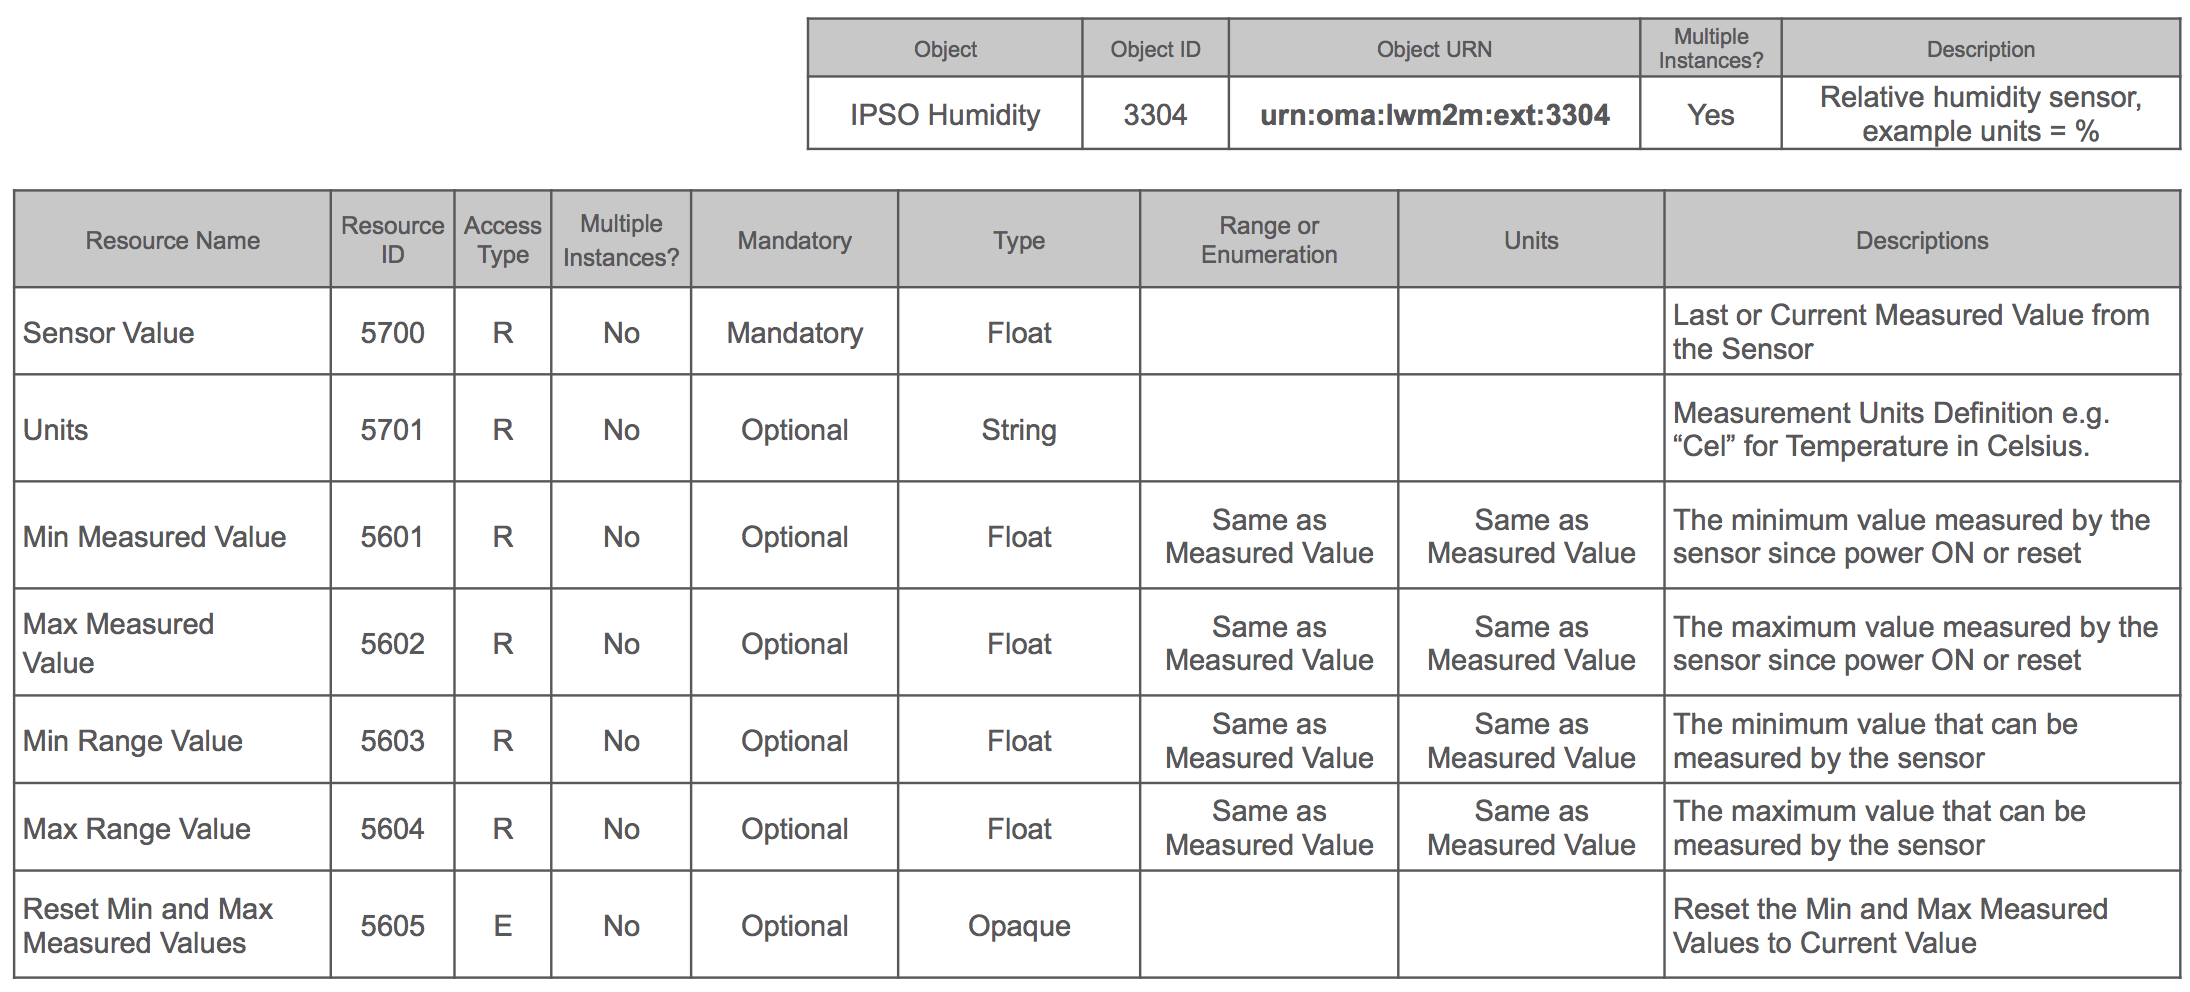 Object Object ID Object URN Multiple Instances? Description
IPSO Humidity 3304 urn:oma:lwm2m:ext:3304 Yes Relative humidity sensor,
example units = %
Resource Name Resource ID Access Type Multiple Instances? Mandatory Type Range or Enumeration Units Descriptions
Sensor Value 5700 R No Mandatory Float Last or Current Measured Value from
the Sensor
Units 5701 R No Optional String Measurement Units Definition e.g.
“Cel” for Temperature in Celsius.
Min Measured Value 5601 R No Optional Float Same as Measured Value Same as Measured Value The minimum value measured by the
sensor since power ON or reset
Max Measured Value 5602 R No Optional Float Same as Measured Value Same as Measured Value The maximum value measured by the
sensor since power ON or reset
Min Range Value 5603 R No Optional Float Same as Measured Value Same as Measured Value The minimum value that can be
measured by the sensor
Max Range Value 5604 R No Optional Float Same as Measured Value Same as Measured Value The maximum value that can be
measured by the sensor
Reset Min and Max Measured Values 5605 E No Optional Opaque Reset the Min and Max Measured
Values to Current Value